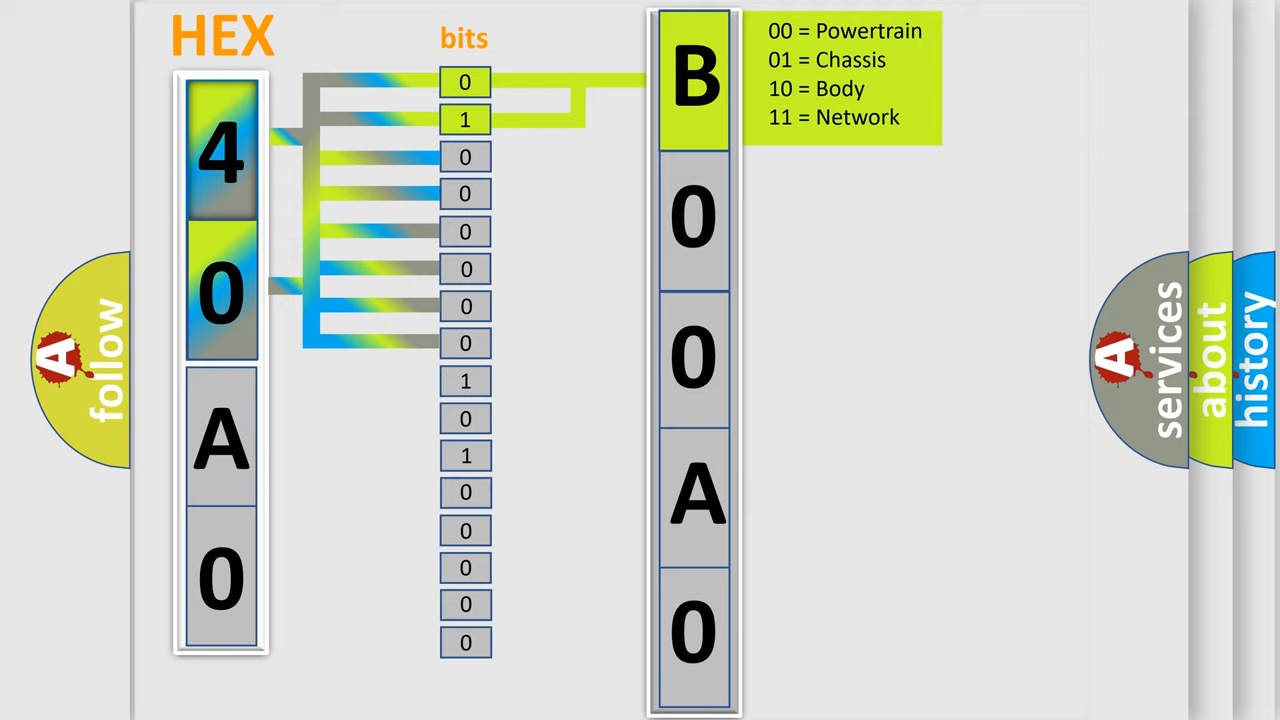 HEX
bits
4
0
A
0
0
1
0
0
0
0
0
0
1
0
1
0
0
0
0
0
B
0
0
A
0
00 = Powertrain
01 = Chassis
10 = Body
11 = Network
A
follow
A
services
about
history